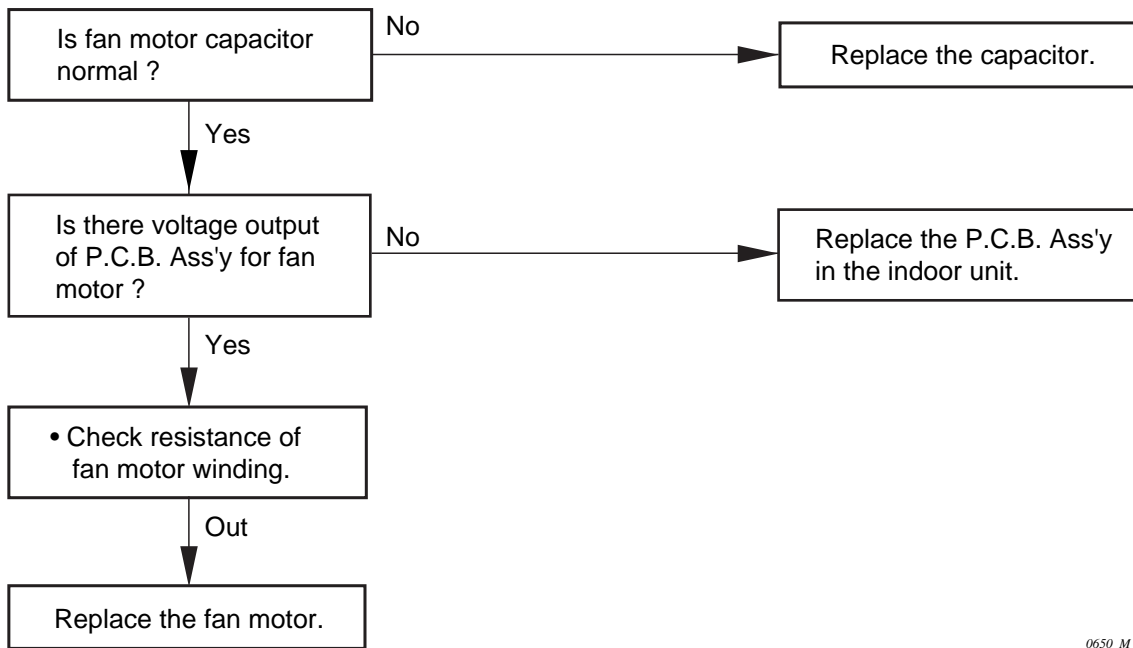 Is fan motor capacitor
normal ?
No
Replace the capacitor.
Yes
Is there voltage output
of P.C.B. Ass'y for fan
motor ?
No
Replace the P.C.B. Ass'y
in the indoor unit.
Yes
• Check resistance of
fan motor winding.
Out
Replace the fan motor.
0650_M